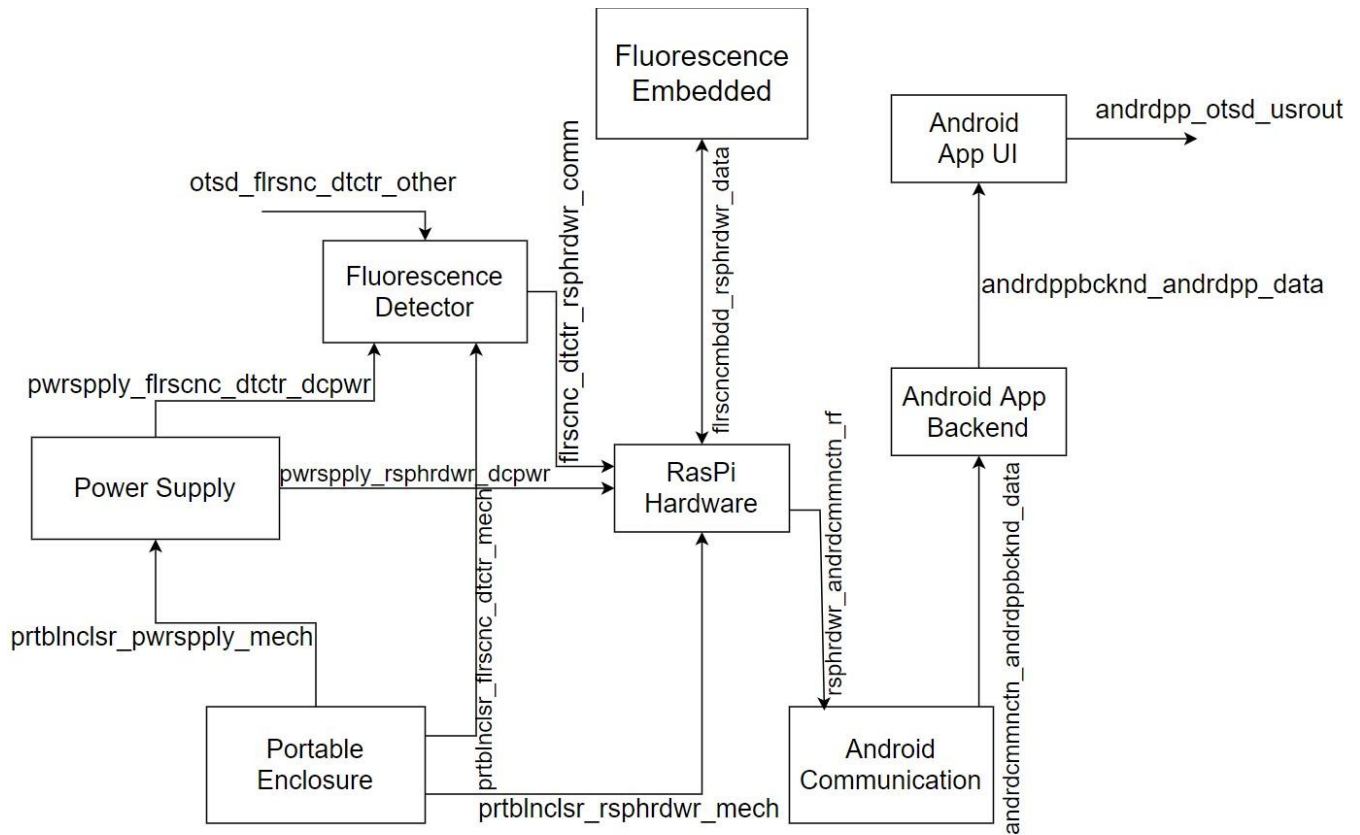 Fluorescence
Embedded
Android
App UI
andrdpp_otsd_usrout
otsd_flrsnc_dtctr_other
Fluorescence
Detector
flrscnc_dtctr_rsphrdwr_comm
flrscncmbdd_rsphrdwr_data
andrdppbcknd_andrdpp_data
pwrspply_flrscnc_dtctr_dcpwr
Android App
Backend
Power Supply
pwrspply_rsphrdwr_dcpwr
RasPi
Hardware
prtblnclsr_flrscnc_dtctr_mech
rsphrdwr_andrdcmmnctn_rf
andrdcmmnctn_andrdppbcknd_data
prtblnclsr_pwrspply_mech
Portable
Enclosure
prtblnclsr_rsphrdwr_mech
Android
Communication